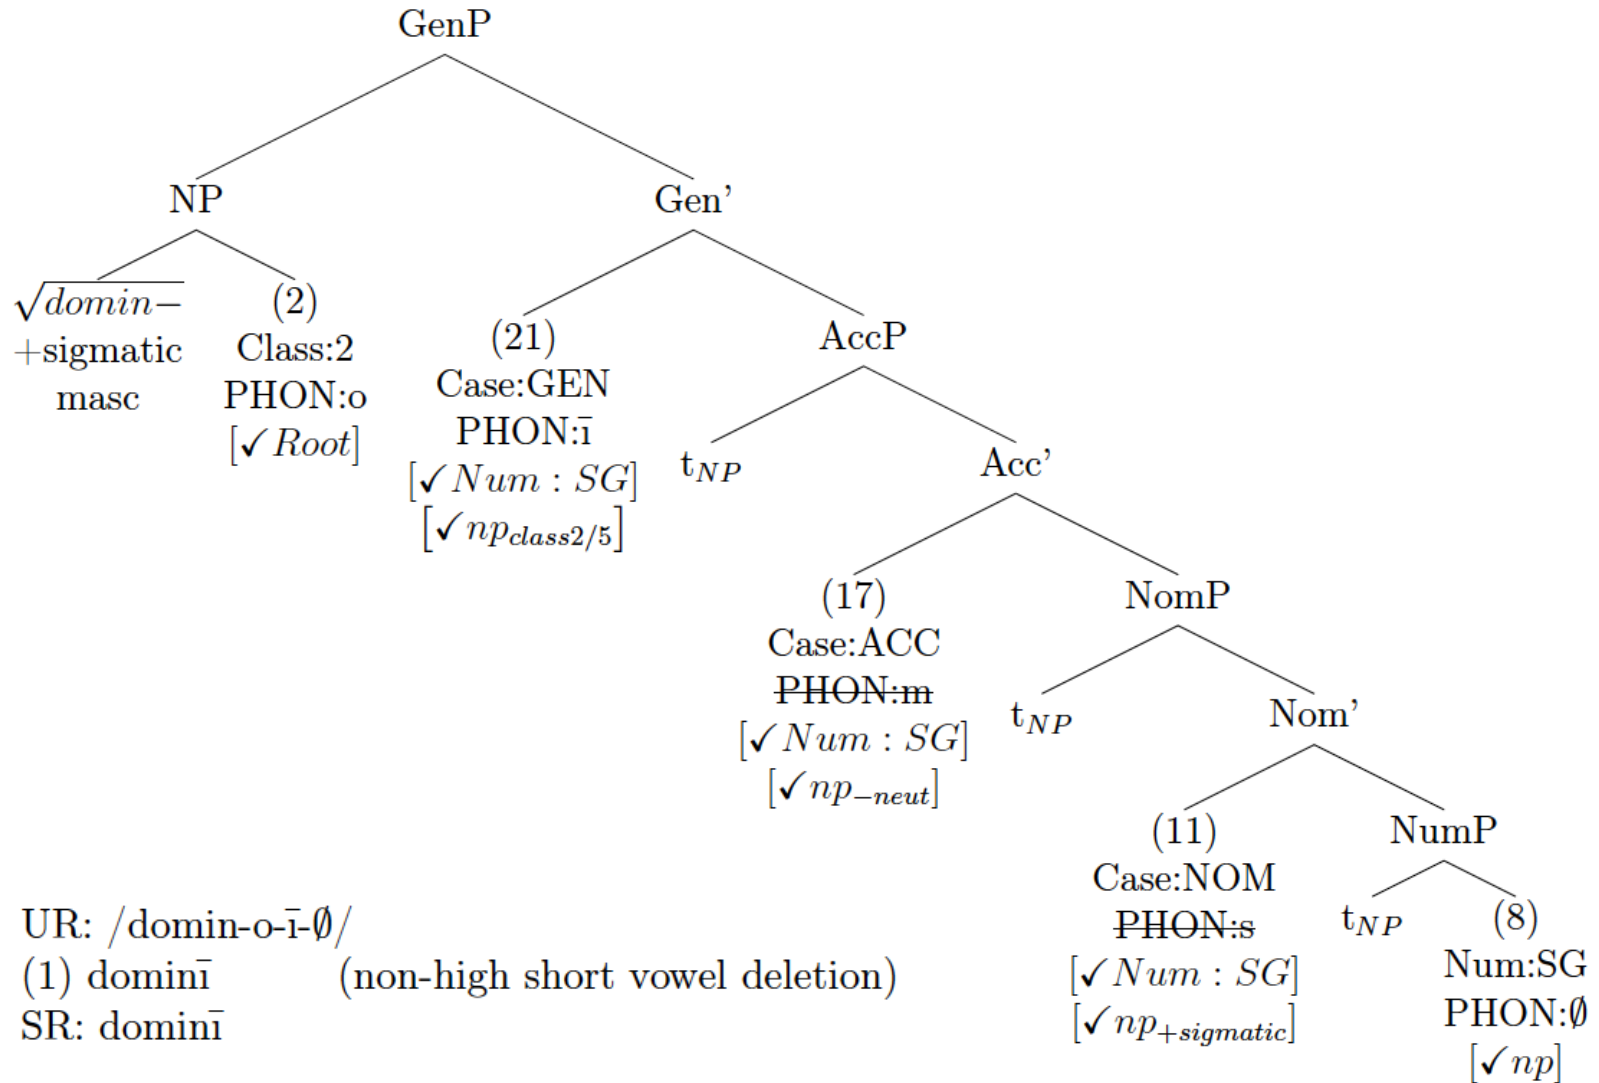 GenP
NP Gen’
√domin−
+sigmatic
masc
(2)
Class:2
PHON:o
[✓Root]
(21)
Case:GEN
PHON:ī
[✓Num : SG]
[✓np_class2/5]
AccP
t_NP Acc’
(17)
Case:ACC
PHON:m
[✓Num : SG]
[✓np_−neut]
NomP
t_NP Nom’
(11)
Case:NOM
PHON:s
[✓Num : SG]
[✓np_+sigmatic]
NumP
t_NP
(8)
Num:SG
PHON:∅
[✓np]
UR: /domin-o-ī-∅/
(1) dominī (non-high short vowel deletion)
SR: dominī